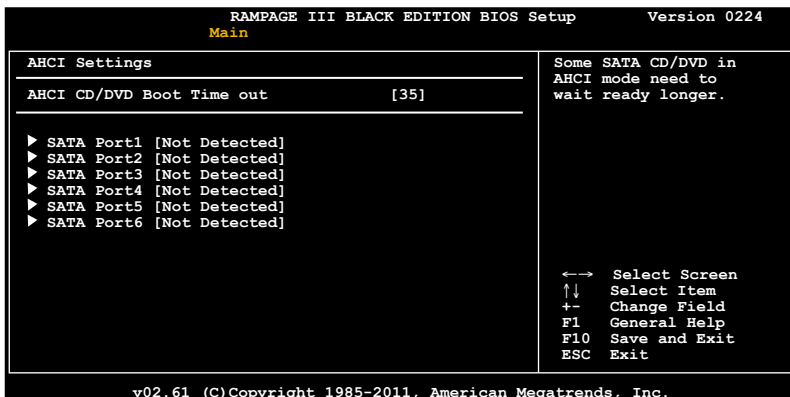 RAMPAGE III BLACK EDITION BIOS Setup Version 0224
Main
AHCI Settings
AHCI CD/DVD Boot Time out [35]
SATA Port1 [Not Detected]
SATA Port2 [Not Detected]
SATA Port3 [Not Detected]
SATA Port4 [Not Detected]
SATA Port5 [Not Detected]
SATA Port6 [Not Detected]
Some SATA CD/DVD in
AHCI mode need to
wait ready longer.
←→ Select Screen
↑↓ Select Item
+- Change Field
F1 General Help
F10 Save and Exit
ESC Exit
v02.61 (C)Copyright 1985-2011, American Megatrends, Inc.